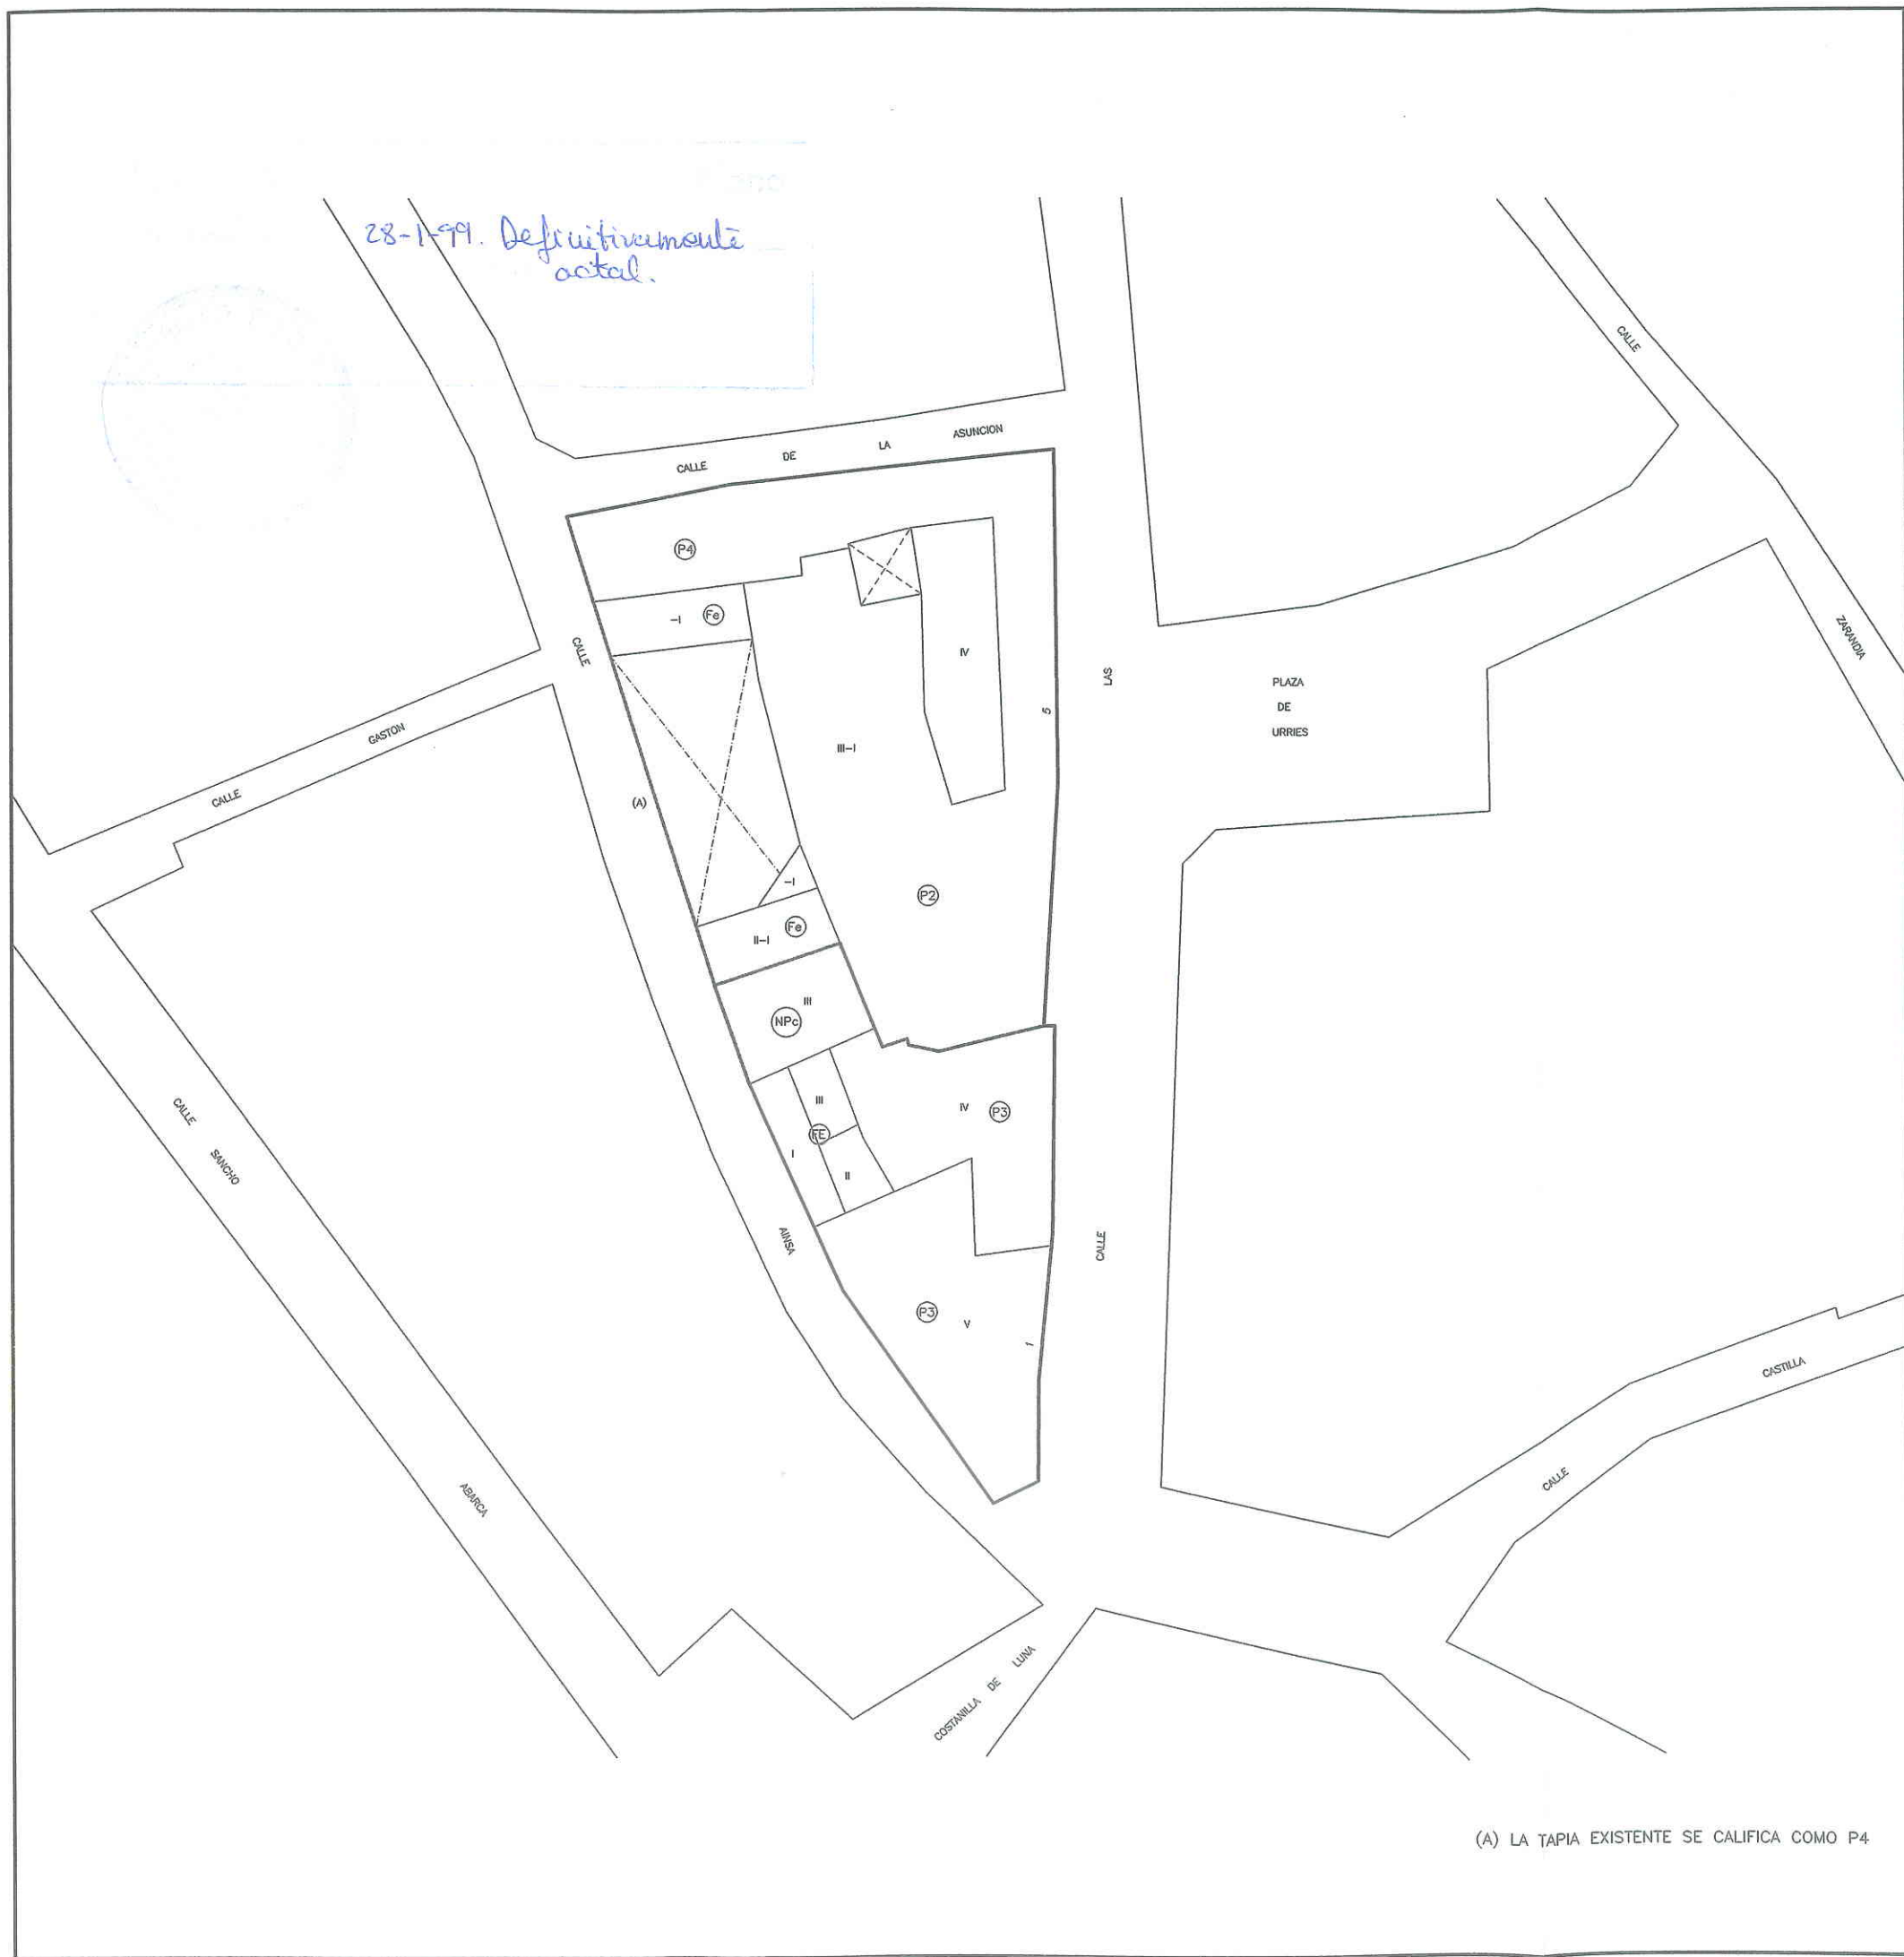 28-1-99. Definitivamente
actal.
CALLE
CALLE DE LA ASUNCION
P4
-I Fe
CALLE
IV
LAS
ZARANDIA
PLAZA
DE
URRIES
5
GASTON
III-I
CALLE
(A)
-I
P2
II-I Fe
III
NPc
III
IV P3
FE
I
II
CALLE
SANCHO
AINSA
CALLE
P3
V
1
CASTILLA
CALLE
ABARCA
COSTANILLA DE LUNA
(A) LA TAPIA EXISTENTE SE CALIFICA COMO P4